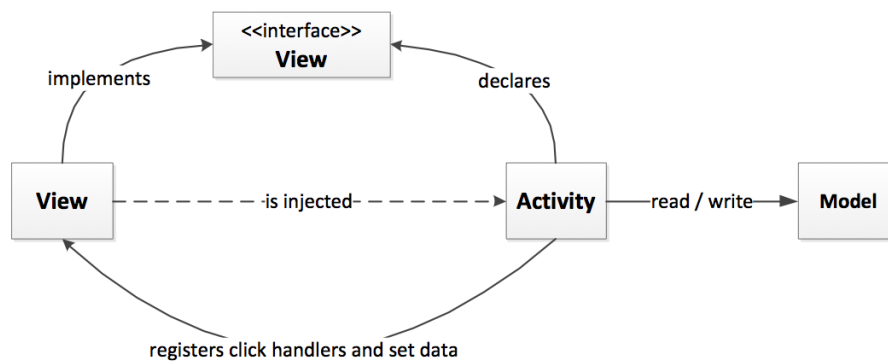 <<interface>>
View
implements
declares
View
is injected
Activity
read / write
Model
registers click handlers and set data